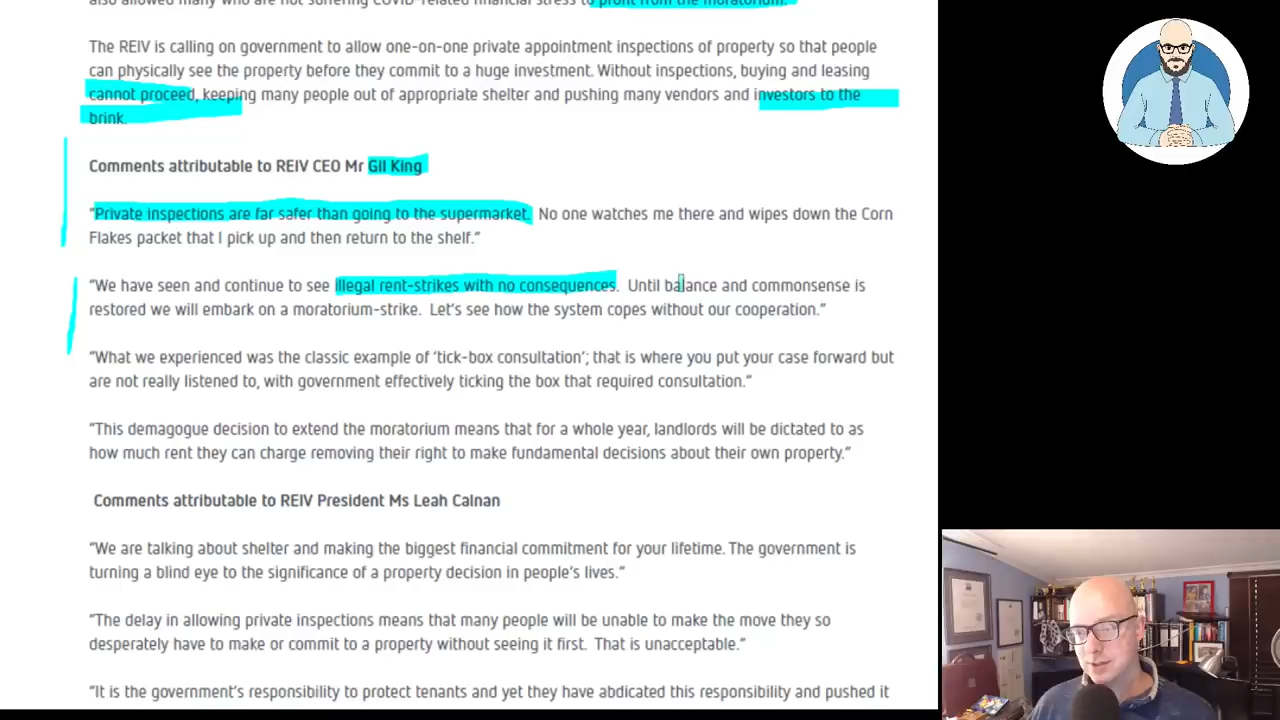 also allowed many who are not suffering COVID-related financial stress to profit from the moratorium.
The REIV is calling on government to allow one-on-one private appointment inspections of property so that people
can physically see the property before they commit to a huge investment. Without inspections, buying and leasing
cannot proceed, keeping many people out of appropriate shelter and pushing many vendors and investors to the
brink.
Comments attributable to REIV CEO Mr Gil King
“Private inspections are far safer than going to the supermarket.  No one watches me there and wipes down the Corn
Flakes packet that I pick up and then return to the shelf.”
“We have seen and continue to see illegal rent-strikes with no consequences.  Until balance and commonsense is
restored we will embark on a moratorium-strike.  Let’s see how the system copes without our cooperation.”
“What we experienced was the classic example of ‘tick-box consultation’; that is where you put your case forward but
are not really listened to, with government effectively ticking the box that required consultation.”
“This demagogue decision to extend the moratorium means that for a whole year, landlords will be dictated to as
how much rent they can charge removing their right to make fundamental decisions about their own property.”
Comments attributable to REIV President Ms Leah Calnan
“We are talking about shelter and making the biggest financial commitment for your lifetime. The government is
turning a blind eye to the significance of a property decision in people’s lives.”
“The delay in allowing private inspections means that many people will be unable to make the move they so
desperately have to make or commit to a property without seeing it first.  That is unacceptable.”
“It is the government’s responsibility to protect tenants and yet they have abdicated this responsibility and pushed it